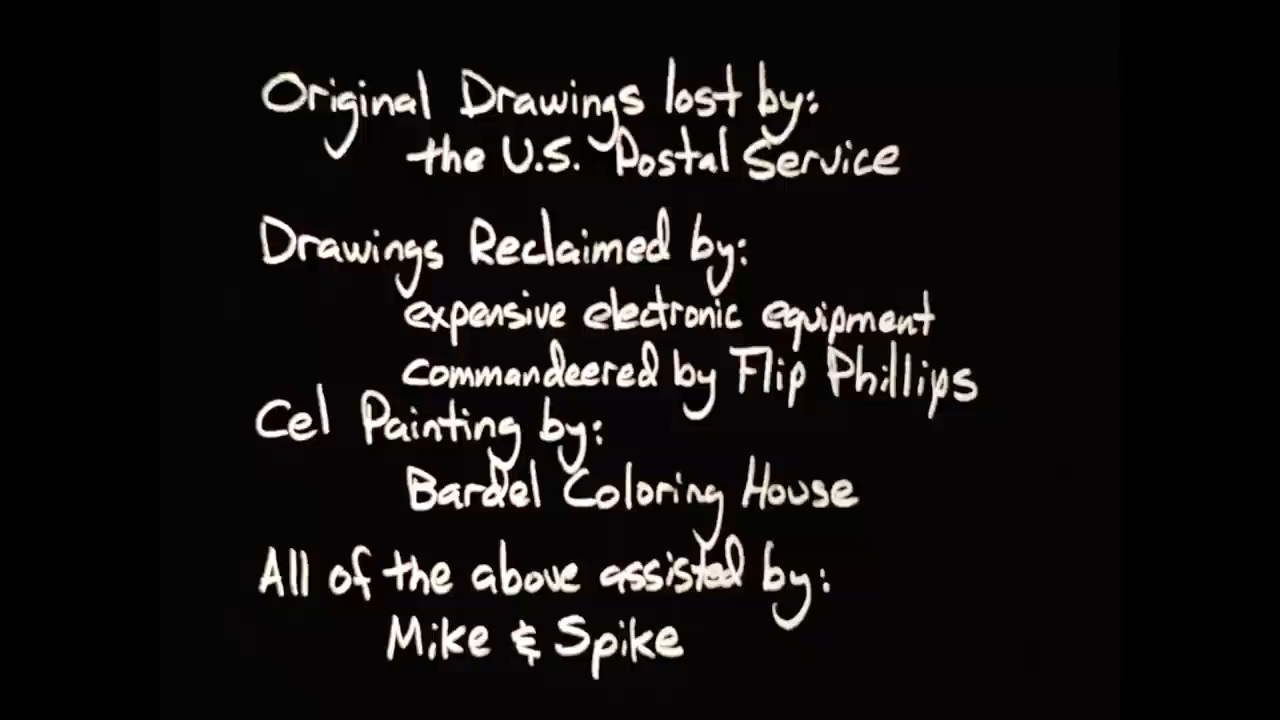 Original Drawings lost by:
the U.S. Postal Service
Drawings Reclaimed by:
expensive electronic equipment
commandeered by Flip Phillips
Cel Painting by:
Bardel Coloring House
All of the above assisted by:
Mike & Spike